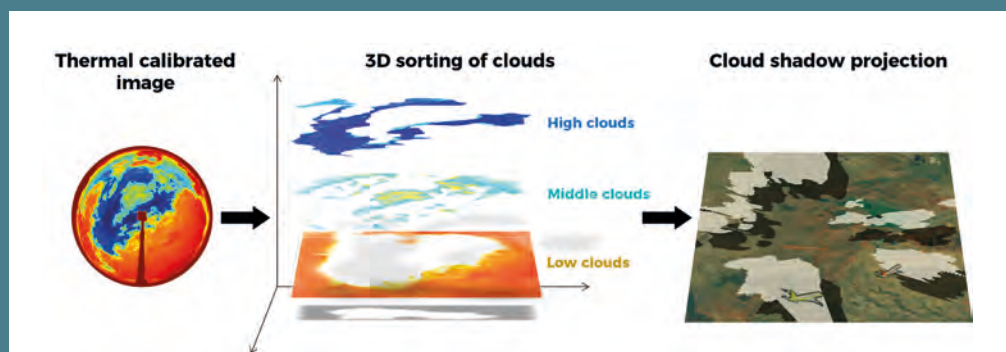 Thermal calibrated
image
3D sorting of clouds
Cloud shadow projection
High clouds
Middle clouds
Low clouds